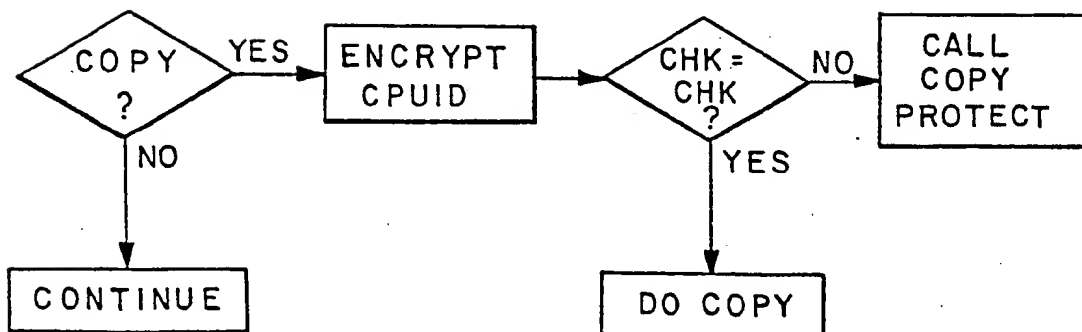 COPY
?
YES
NO
CONTINUE
ENCRYPT
CPUID
CHK =
CHK
?
NO
YES
DO COPY
CALL
COPY
PROTECT